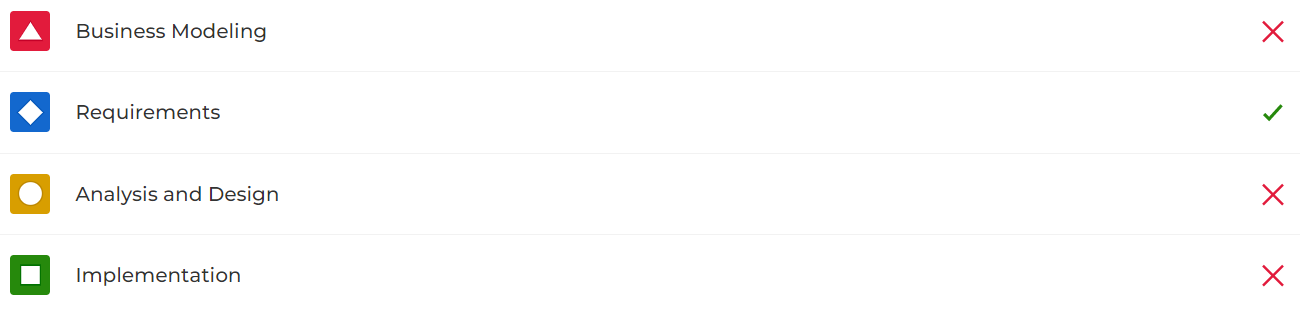 Business Modeling
Requirements
Analysis and Design
Implementation